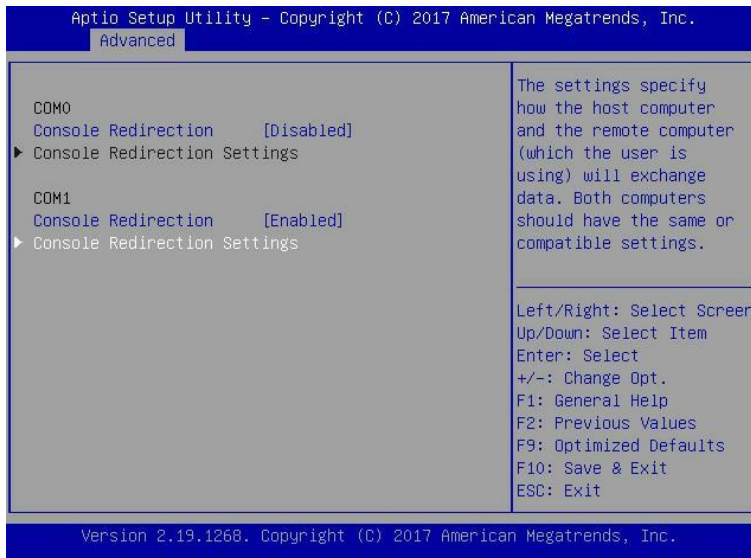 Aptio Setup Utility – Copyright (C) 2017 American Megatrends, Inc.
Advanced
COM0
Console Redirection [Disabled]
Console Redirection Settings
COM1
Console Redirection [Enabled]
Console Redirection Settings
The settings specify
how the host computer
and the remote computer
(which the user is
using) will exchange
data. Both computers
should have the same or
compatible settings.
Left/Right: Select Screen
Up/Down: Select Item
Enter: Select
+/-: Change Opt.
F1: General Help
F2: Previous Values
F9: Optimized Defaults
F10: Save & Exit
ESC: Exit
Version 2.19.1268. Copyright (C) 2017 American Megatrends, Inc.